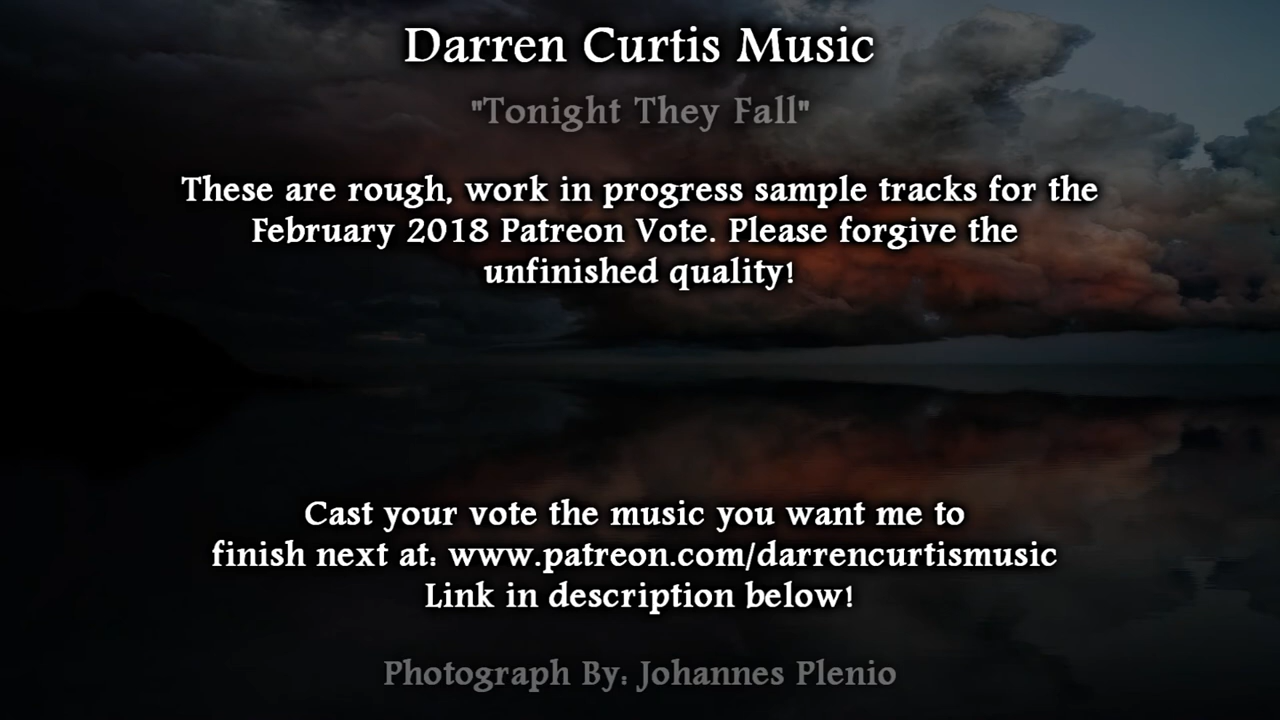 Darren Curtis Music
"Tonight They Fall"
These are rough, work in progress sample tracks for the
February 2018 Patreon Vote. Please forgive the
unfinished quality!
Cast your vote the music you want me to
finish next at: www.patreon.com/darrencurtismusic
Link in description below!
Photograph By: Johannes Plenio